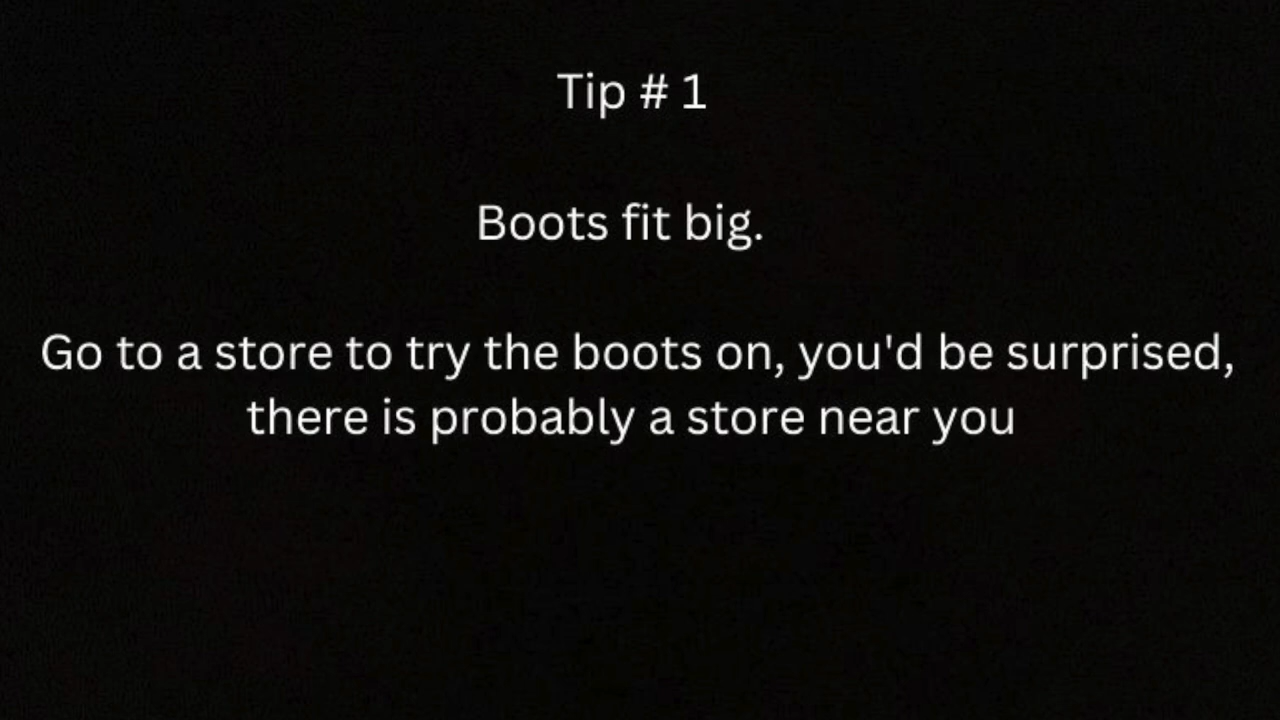 Tip # 1
Boots fit big.
Go to a store to try the boots on, you'd be surprised,
there is probably a store near you